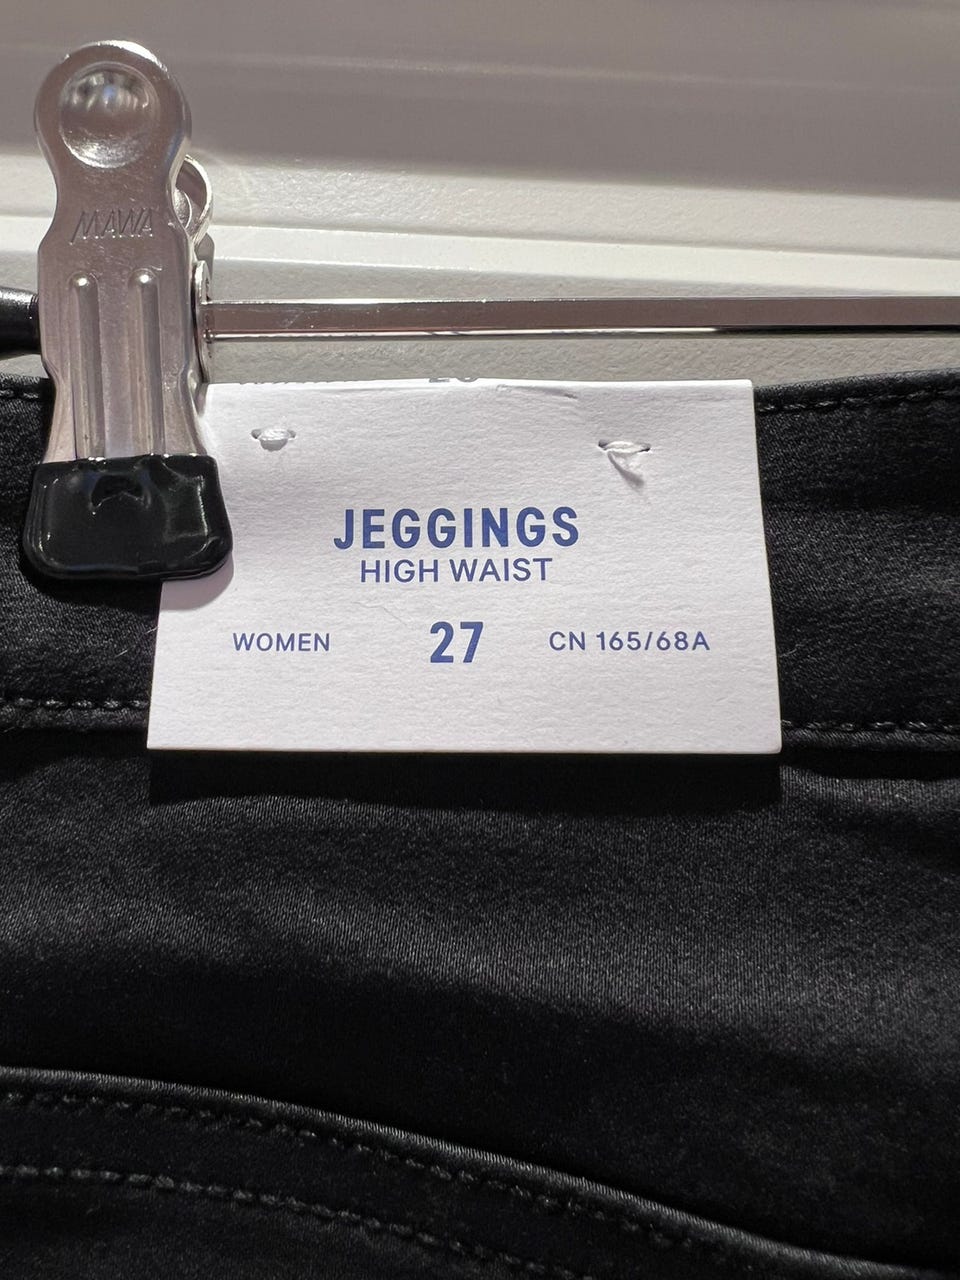 MAWA
JEGGINGS
HIGH WAIST
WOMEN 27 CN 165/68A